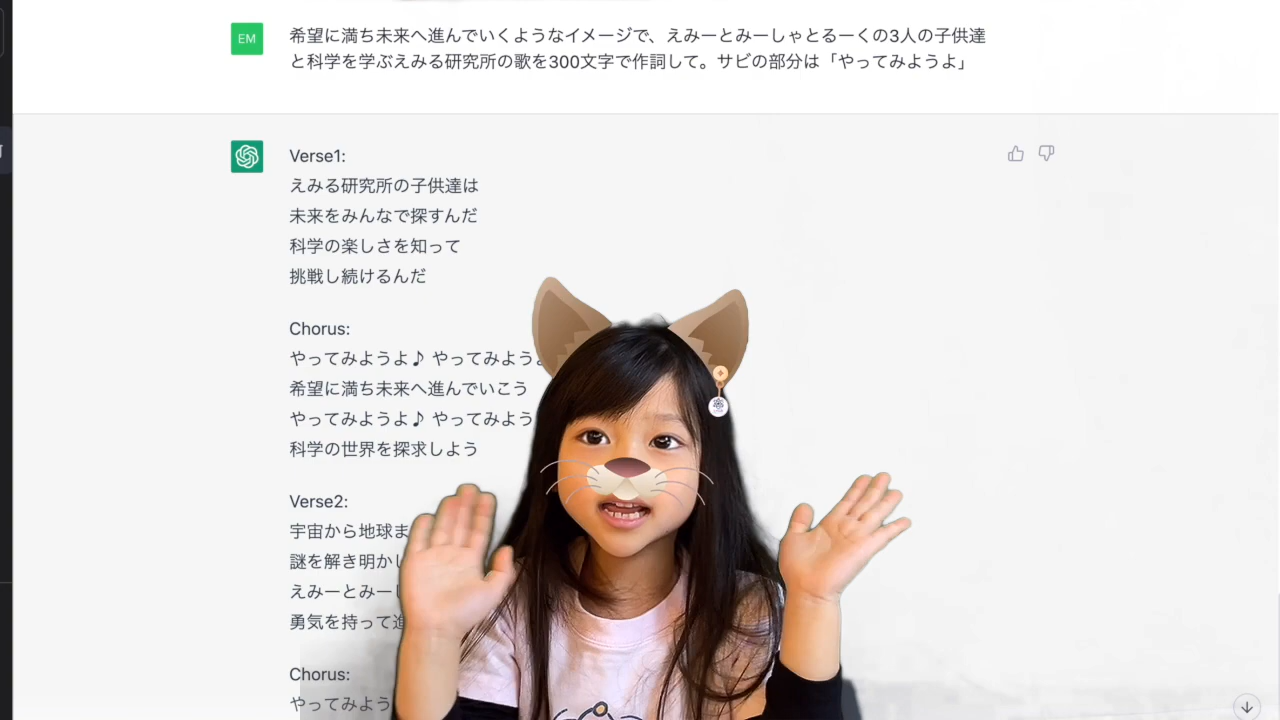 EM
希望に満ち未来へ進んでいくようなイメージで、えみーとみーしゃとるーくの3人の子供達
と科学を学ぶえみる研究所の歌を300文字で作詞して。サビの部分は「やってみようよ」
Verse1:
えみる研究所の子供達は
未来をみんなで探すんだ
科学の楽しさを知って
挑戦し続けるんだ
Chorus:
やってみようよ♪ やってみよう
希望に満ち未来へ進んでいこう
やってみようよ♪ やってみよう
科学の世界を探求しよう
Verse2:
宇宙から地球ま
謎を解き明かし
えみーとみー
勇気を持って
Chorus:
やってみよう